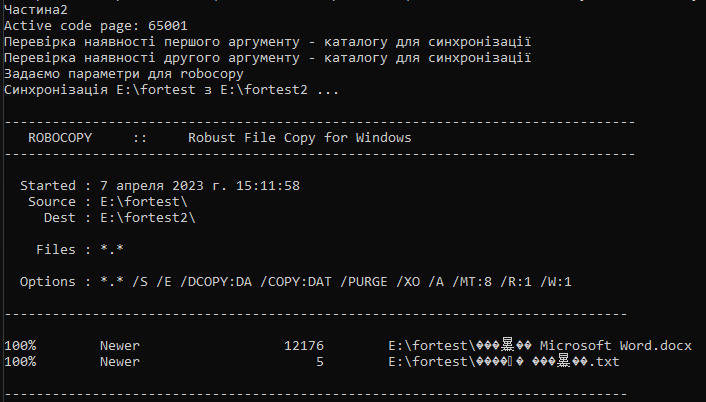 Частина2
Active code page: 65001
Перевірка наявності першого аргументу - каталогу для синхронізації
Перевірка наявності другого аргументу - каталогу для синхронізації
Задаємо параметри для robocopy
Синхронізація E:\fortest з E:\fortest2 ...
-------------------------------------------------------------------------------
ROBOCOPY     ::     Robust File Copy for Windows
-------------------------------------------------------------------------------
Started : 7 апреля 2023 г. 15:11:58
Source : E:\fortest\
Dest : E:\fortest2\
Files : *.*
Options : *.* /S /E /DCOPY:DA /COPY:DAT /PURGE /XO /A /MT:8 /R:1 /W:1
------------------------------------------------------------------------------
100%        Newer                  12176        E:\fortest\ Microsoft Word.docx
100%        Newer                      5        E:\fortest\ .txt
------------------------------------------------------------------------------